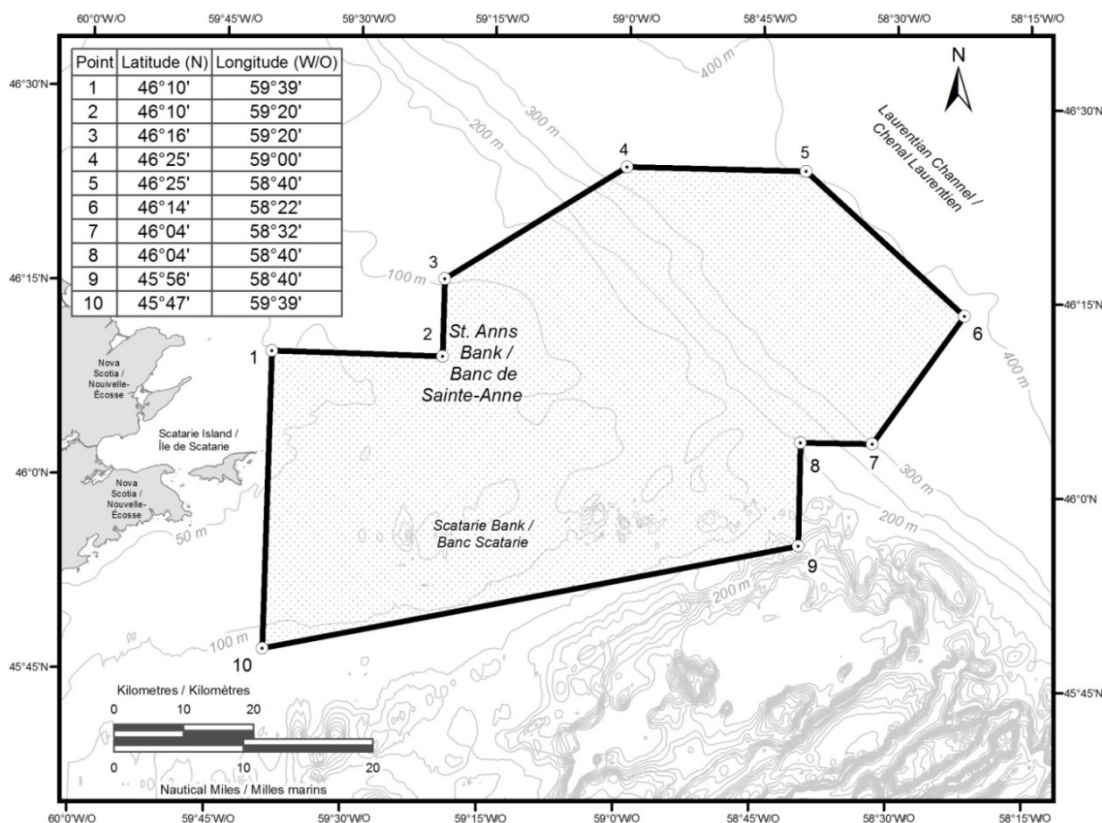 60°0'W/O 59°45'W/O 59°30'W/O 59°15'W/O 59°0'W/O 58°45'W/O 58°30'W/O 58°15'W/O
Point Latitude (N) Longitude (W/O)
1 46°10' 59°39'
2 46°10' 59°20'
3 46°16' 59°20'
4 46°25' 59°00'
5 46°25' 58°40'
6 46°14' 58°22'
7 46°04' 58°32'
8 46°04' 58°40'
9 45°56' 58°40'
10 45°47' 59°39'
46°30'N
46°15'N
46°0'N
45°45'N
N
400 m
300 m
200 m
Laurentian Channel /
Chenal Laurentien
46°30'N
46°15'N
46°0'N
45°45'N
4
5
3
100 m
2
1
6
400 m
St. Anns
Bank /
Banc de
Sainte-Anne
Nova
Scotia /
Nouivelle-
Écosse
Scatarie Island /
Île de Scatarie
8
7
300 m
Nova
Scotia /
Nouvelle-
Écosse
50 m
Scatarie Bank /
Banc Scatarie
200 m
9
200 m
100 m
10
Kilometres / Kilomètres
0 10 20
0 10 20
Nautical Miles / Milles marins
60°0'W/O 59°45'W/O 59°30'W/O 59°15'W/O 59°0'W/O 58°45'W/O 58°30'W/O 58°15'W/O